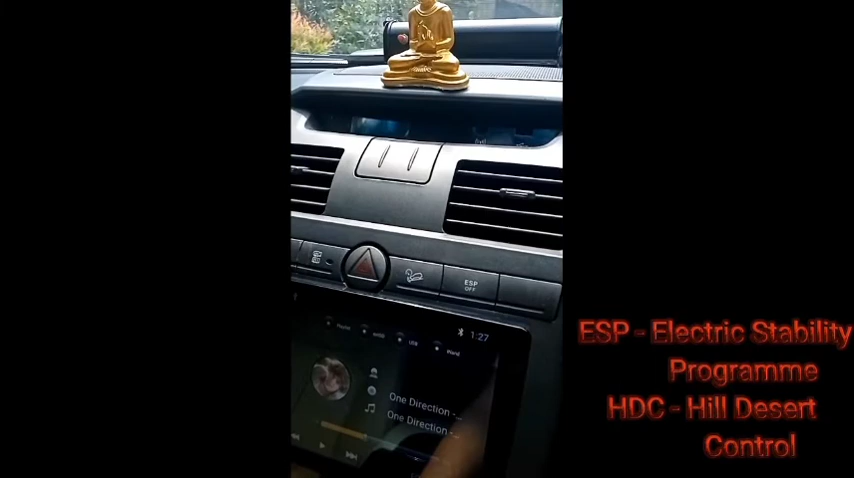 ESP
OFF
1:27
One Direction -...
One Direction -...
ESP - Electric Stability
Programme
HDC - Hill Desert
Control